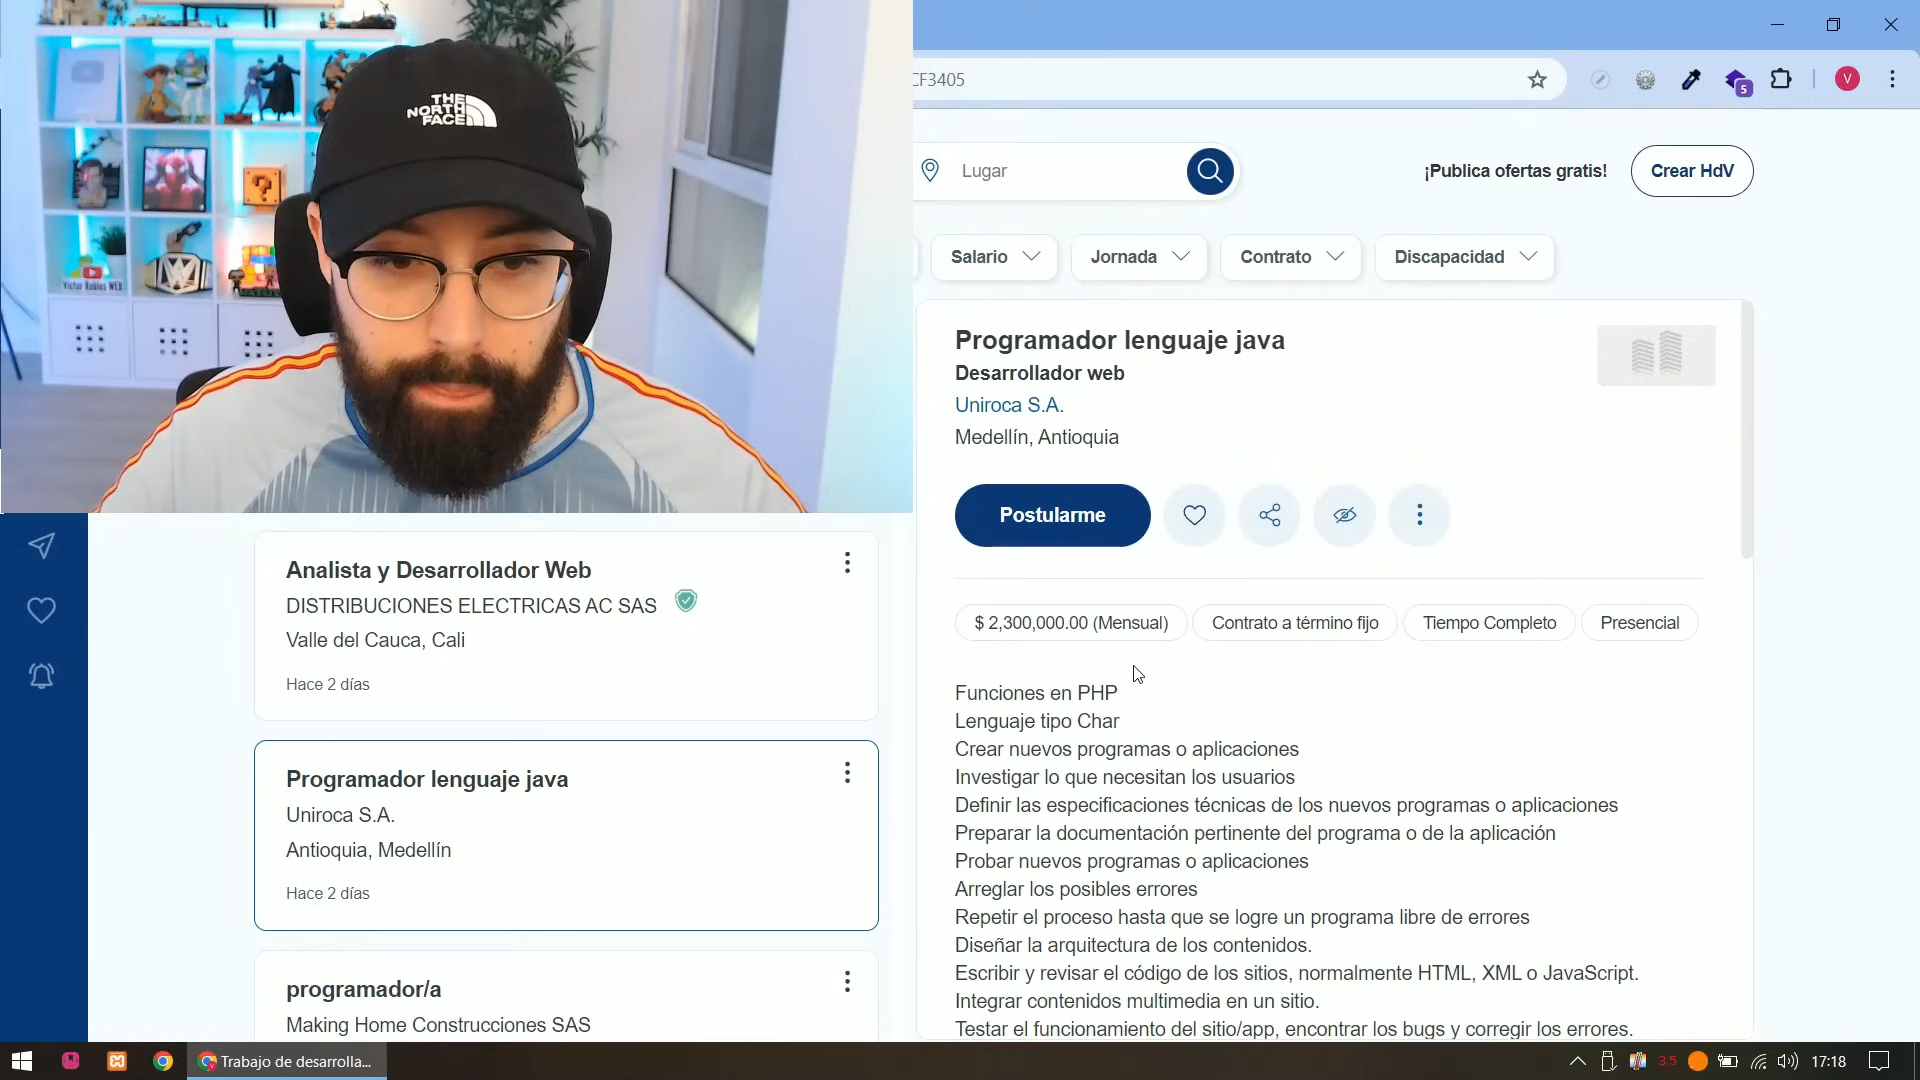 THE
NORTH
FACE
Victor Robles WEB
CF3405
5
V
Lugar
¡Publica ofertas gratis!
Crear HdV
Salario
Jornada
Contrato
Discapacidad
Analista y Desarrollador Web
DISTRIBUCIONES ELECTRICAS AC SAS
Valle del Cauca, Cali
Hace 2 días
Programador lenguaje java
Uniroca S.A.
Antioquia, Medellín
Hace 2 días
programador/a
Making Home Construcciones SAS
Programador lenguaje java
Desarrollador web
Uniroca S.A.
Medellín, Antioquia
Postularme
$ 2,300,000.00 (Mensual)
Contrato a término fijo
Tiempo Completo
Presencial
Funciones en PHP
Lenguaje tipo Char
Crear nuevos programas o aplicaciones
Investigar lo que necesitan los usuarios
Definir las especificaciones técnicas de los nuevos programas o aplicaciones
Preparar la documentación pertinente del programa o de la aplicación
Probar nuevos programas o aplicaciones
Arreglar los posibles errores
Repetir el proceso hasta que se logre un programa libre de errores
Diseñar la arquitectura de los contenidos.
Escribir y revisar el código de los sitios, normalmente HTML, XML o JavaScript.
Integrar contenidos multimedia en un sitio.
Testar el funcionamiento del sitio/app, encontrar los bugs y corregir los errores.
Trabajo de desarrolla...
3.5
17:18